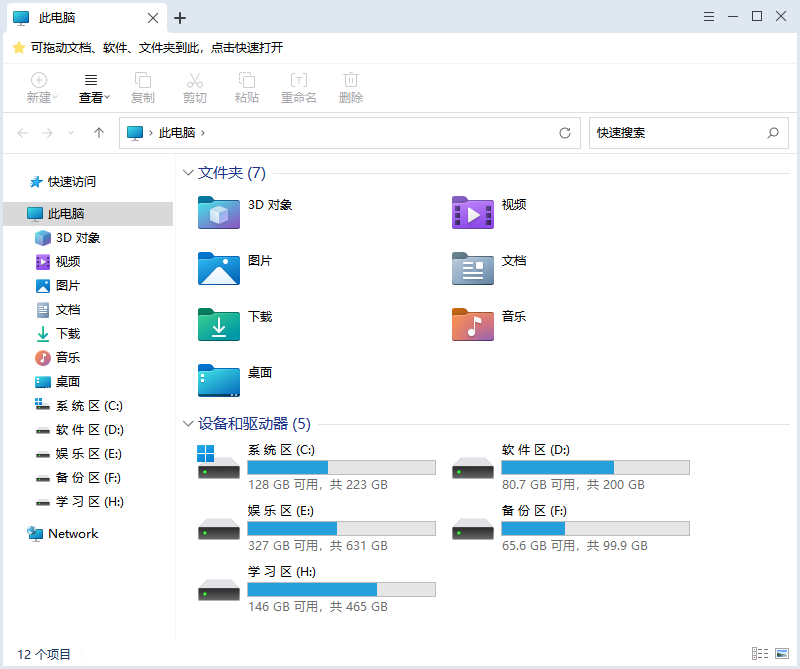 此电脑
可拖动文档、软件、文件夹到此，点击快速打开
新建 查看 复制 剪切 粘贴 重命名 删除
此电脑 快速搜索
快速访问
此电脑
3D 对象
视频
图片
文档
下载
音乐
桌面
系 统 区 (C:)
软 件 区 (D:)
娱 乐 区 (E:)
备 份 区 (F:)
学 习 区 (H:)
Network
文件夹 (7)
3D 对象 视频
图片 文档
下载 音乐
桌面
设备和驱动器 (5)
系 统 区 (C:) 软 件 区 (D:)
128 GB 可用，共 223 GB 80.7 GB 可用，共 200 GB
娱 乐 区 (E:) 备 份 区 (F:)
327 GB 可用，共 631 GB 65.6 GB 可用，共 99.9 GB
学 习 区 (H:)
146 GB 可用，共 465 GB
12 个项目